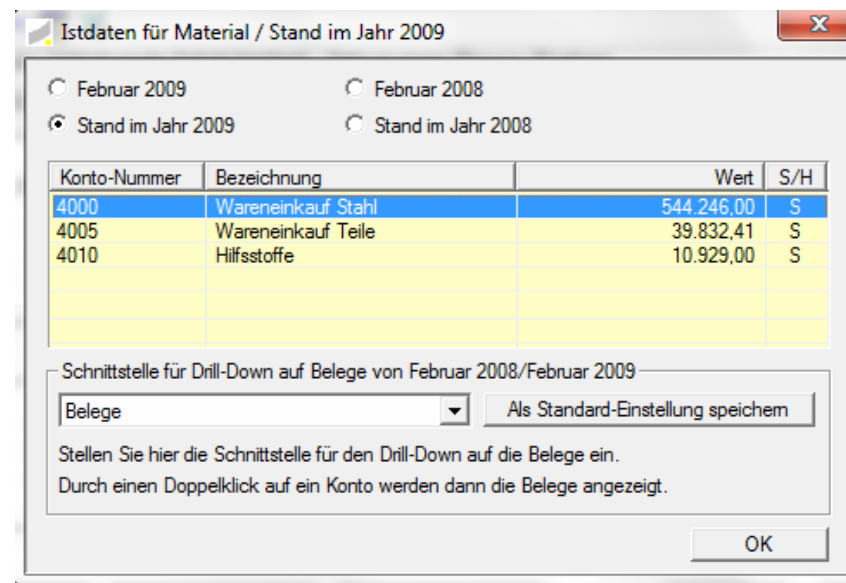 Istdaten für Material / Stand im Jahr 2009
Februar 2009 Februar 2008
Stand im Jahr 2009 Stand im Jahr 2008
Konto-Nummer Bezeichnung Wert S/H
4000 Wareneinkauf Stahl 544.246,00 S
4005 Wareneinkauf Teile 39.832,41 S
4010 Hilfsstoffe 10.929,00 S
Schnittstelle für Drill-Down auf Belege von Februar 2008/Februar 2009
Belege Als Standard-Einstellung speichern
Stellen Sie hier die Schnittstelle für den Drill-Down auf die Belege ein.
Durch einen Doppelklick auf ein Konto werden dann die Belege angezeigt.
OK